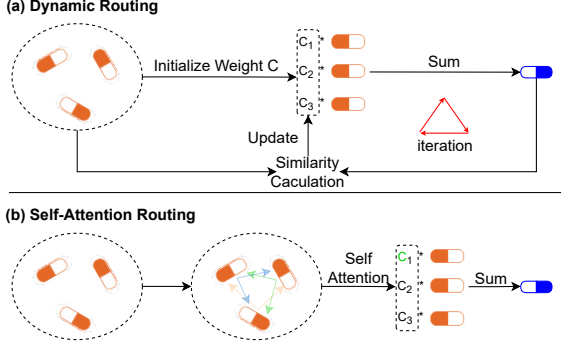 (a) Dynamic Routing
Initialize Weight C
C1 *
C2 *
C3 *
Sum
Update
iteration
Similarity
Caculation
(b) Self-Attention Routing
Self
Attention
C1 *
C2 *
C3 *
Sum